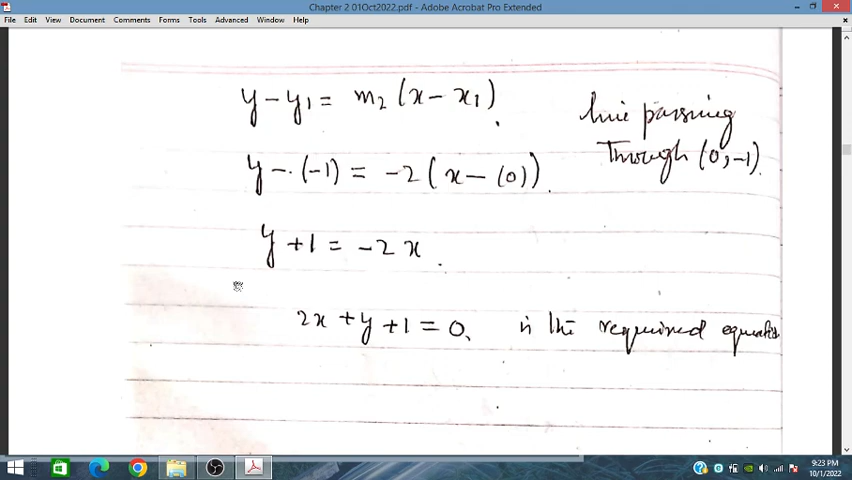 Chapter 2 01Oct2022.pdf - Adobe Acrobat Pro Extended
File Edit View Document Comments Forms Tools Advanced Window Help
y - y1 = m2 (x - x1).
line passing
through (0, -1).
y - (-1) = -2 (x - (0)).
y + 1 = -2x.
2x + y + 1 = 0, is the required equation
9:23 PM
10/1/2022